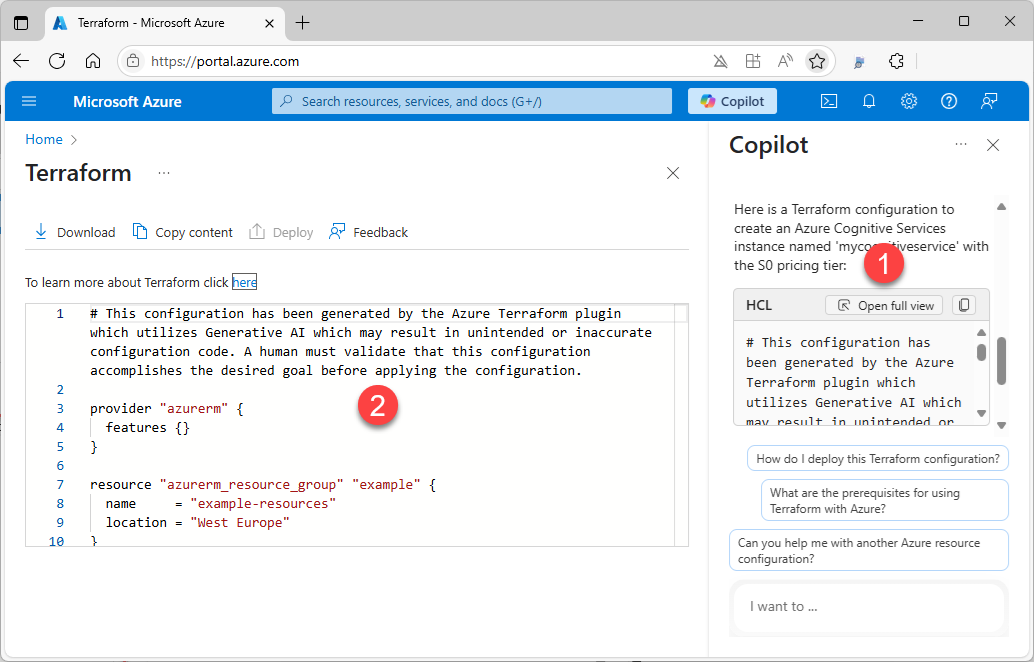 Terraform - Microsoft Azure
https://portal.azure.com
Microsoft Azure
Search resources, services, and docs (G+/)
Copilot
Home
Terraform
...
Download
Copy content
Deploy
Feedback
To learn more about Terraform click here
1 # This configuration has been generated by the Azure Terraform plugin
which utilizes Generative AI which may result in unintended or inaccurate
configuration code. A human must validate that this configuration
accomplishes the desired goal before applying the configuration.
2
3 provider "azurerm" {
4 features {}
5 }
6
7 resource "azurerm_resource_group" "example" {
8 name = "example-resources"
9 location = "West Europe"
10 }
2
Copilot
...
Here is a Terraform configuration to
create an Azure Cognitive Services
instance named 'mycognitiveservice' with
the S0 pricing tier:
1
HCL
Open full view
# This configuration has
been generated by the Azure
Terraform plugin which
utilizes Generative AI which
may result in unintended or
How do I deploy this Terraform configuration?
What are the prerequisites for using
Terraform with Azure?
Can you help me with another Azure resource
configuration?
I want to ...